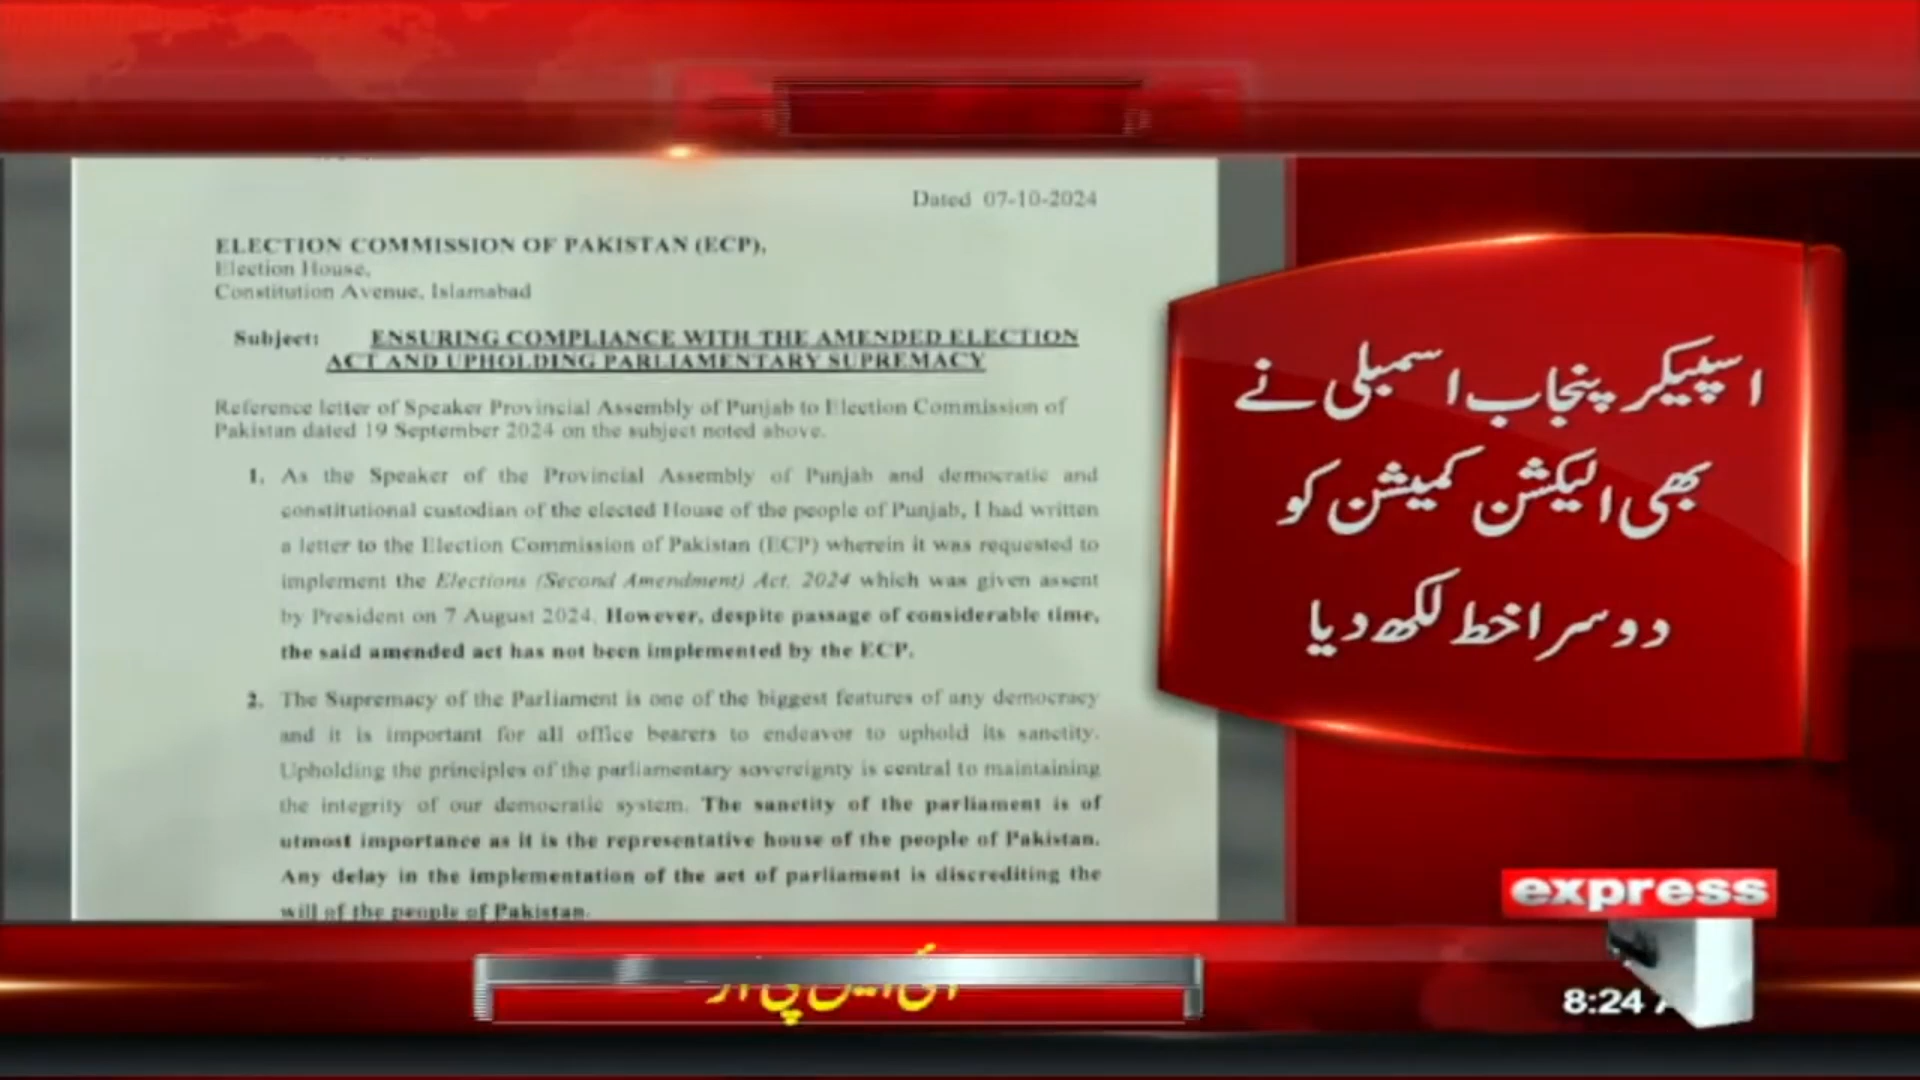 Dated 07-10-2024
ELECTION COMMISSION OF PAKISTAN (ECP),
Election House,
Constitution Avenue, Islamabad
Subject: ENSURING COMPLIANCE WITH THE AMENDED ELECTION
ACT AND UPHOLDING PARLIAMENTARY SUPREMACY
Reference letter of Speaker Provincial Assembly of Punjab to Election Commission of
Pakistan dated 19 September 2024 on the subject noted above.
1. As the Speaker of the Provincial Assembly of Punjab and democratic and
constitutional custodian of the elected House of the people of Punjab, I had written
a letter to the Election Commission of Pakistan (ECP) wherein it was requested to
implement the Elections (Second Amendment) Act, 2024 which was given assent
by President on 7 August 2024. However, despite passage of considerable time,
the said amended act has not been implemented by the ECP.
2. The Supremacy of the Parliament is one of the biggest features of any democracy
and it is important for all office bearers to endeavor to uphold its sanctity.
Upholding the principles of the parliamentary sovereignty is central to maintaining
the integrity of our democratic system. The sanctity of the parliament is of
utmost importance as it is the representative house of the people of Pakistan.
Any delay in the implementation of the act of parliament is discrediting the
will of the people of Pakistan.
اسپیکر پنجاب اسمبلی نے
بھی الیکشن کمیشن کو
دوسرا خط لکھ دیا
express
8:24